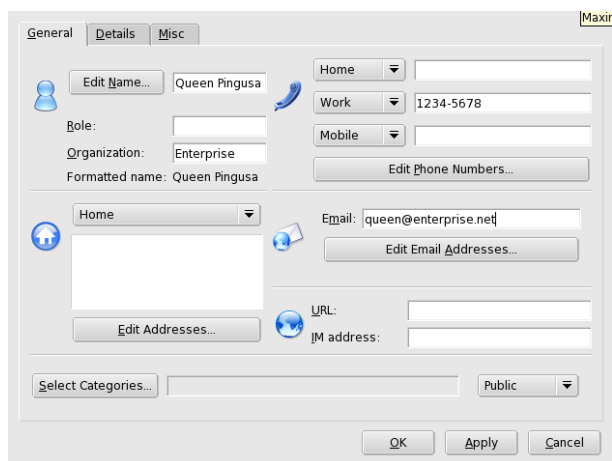 Maxi
General Details Misc
Edit Name... Queen Pingusa
Role:
Organization: Enterprise
Formatted name: Queen Pingusa
Home
Work 1234-5678
Mobile
Edit Phone Numbers...
Home
Edit Addresses...
Email: queen@enterprise.net
Edit Email Addresses...
URL:
IM address:
Select Categories... Public
OK Apply Cancel